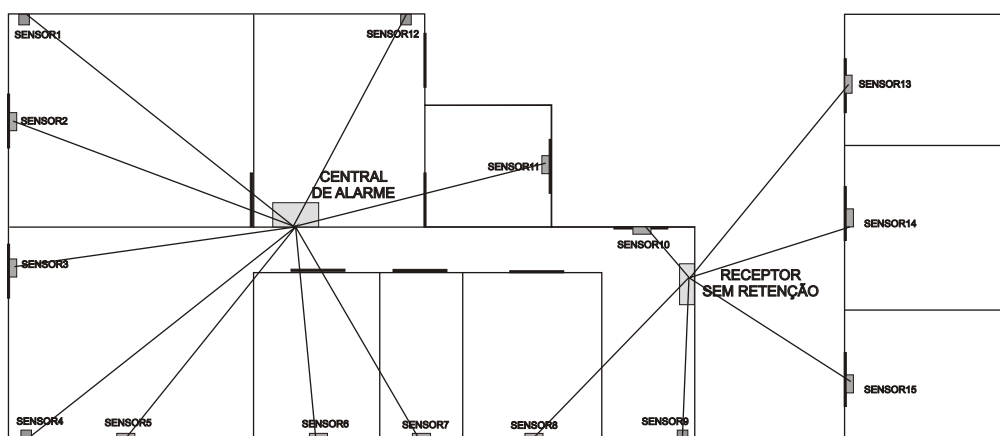 SENSOR1
SENSOR12
SENSOR13
SENSOR2
SENSOR11
CENTRAL
DE ALARME
SENSOR14
SENSOR10
SENSOR3
RECEPTOR
SEM RETENÇÃO
SENSOR15
SENSOR4
SENSOR5
SENSOR6
SENSOR7
SENSOR8
SENSOR9